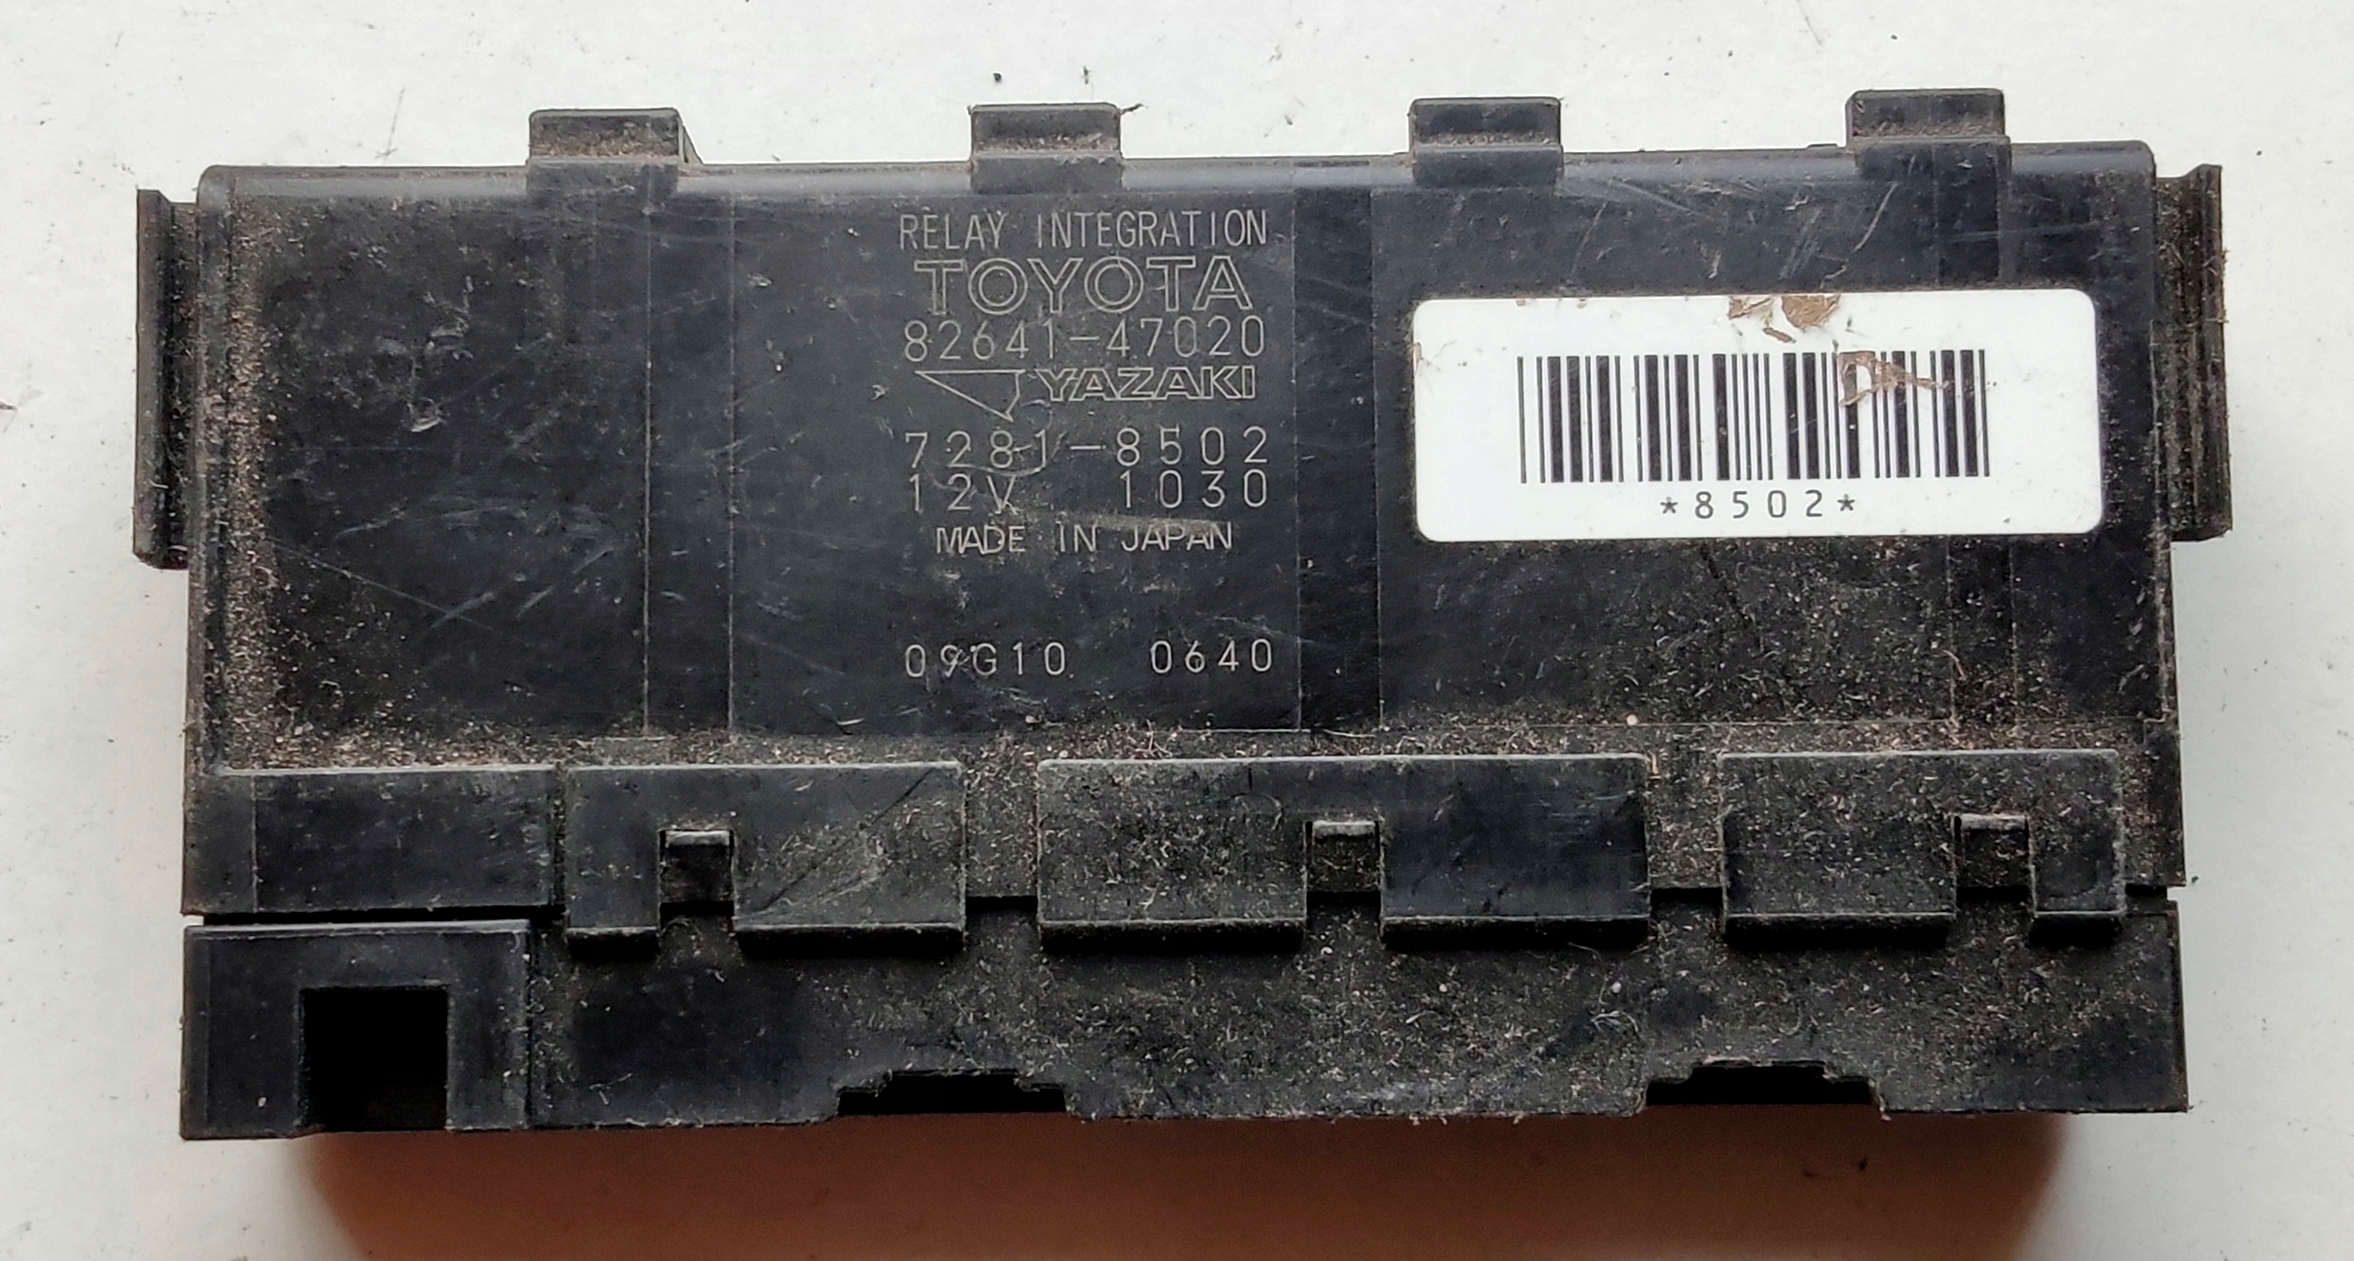 RELAY INTEGRATION
TOYOTA
82641-47020
YAZAKI
7281-8502
12V 1030
MADE IN JAPAN
09G10 0640
*8502*